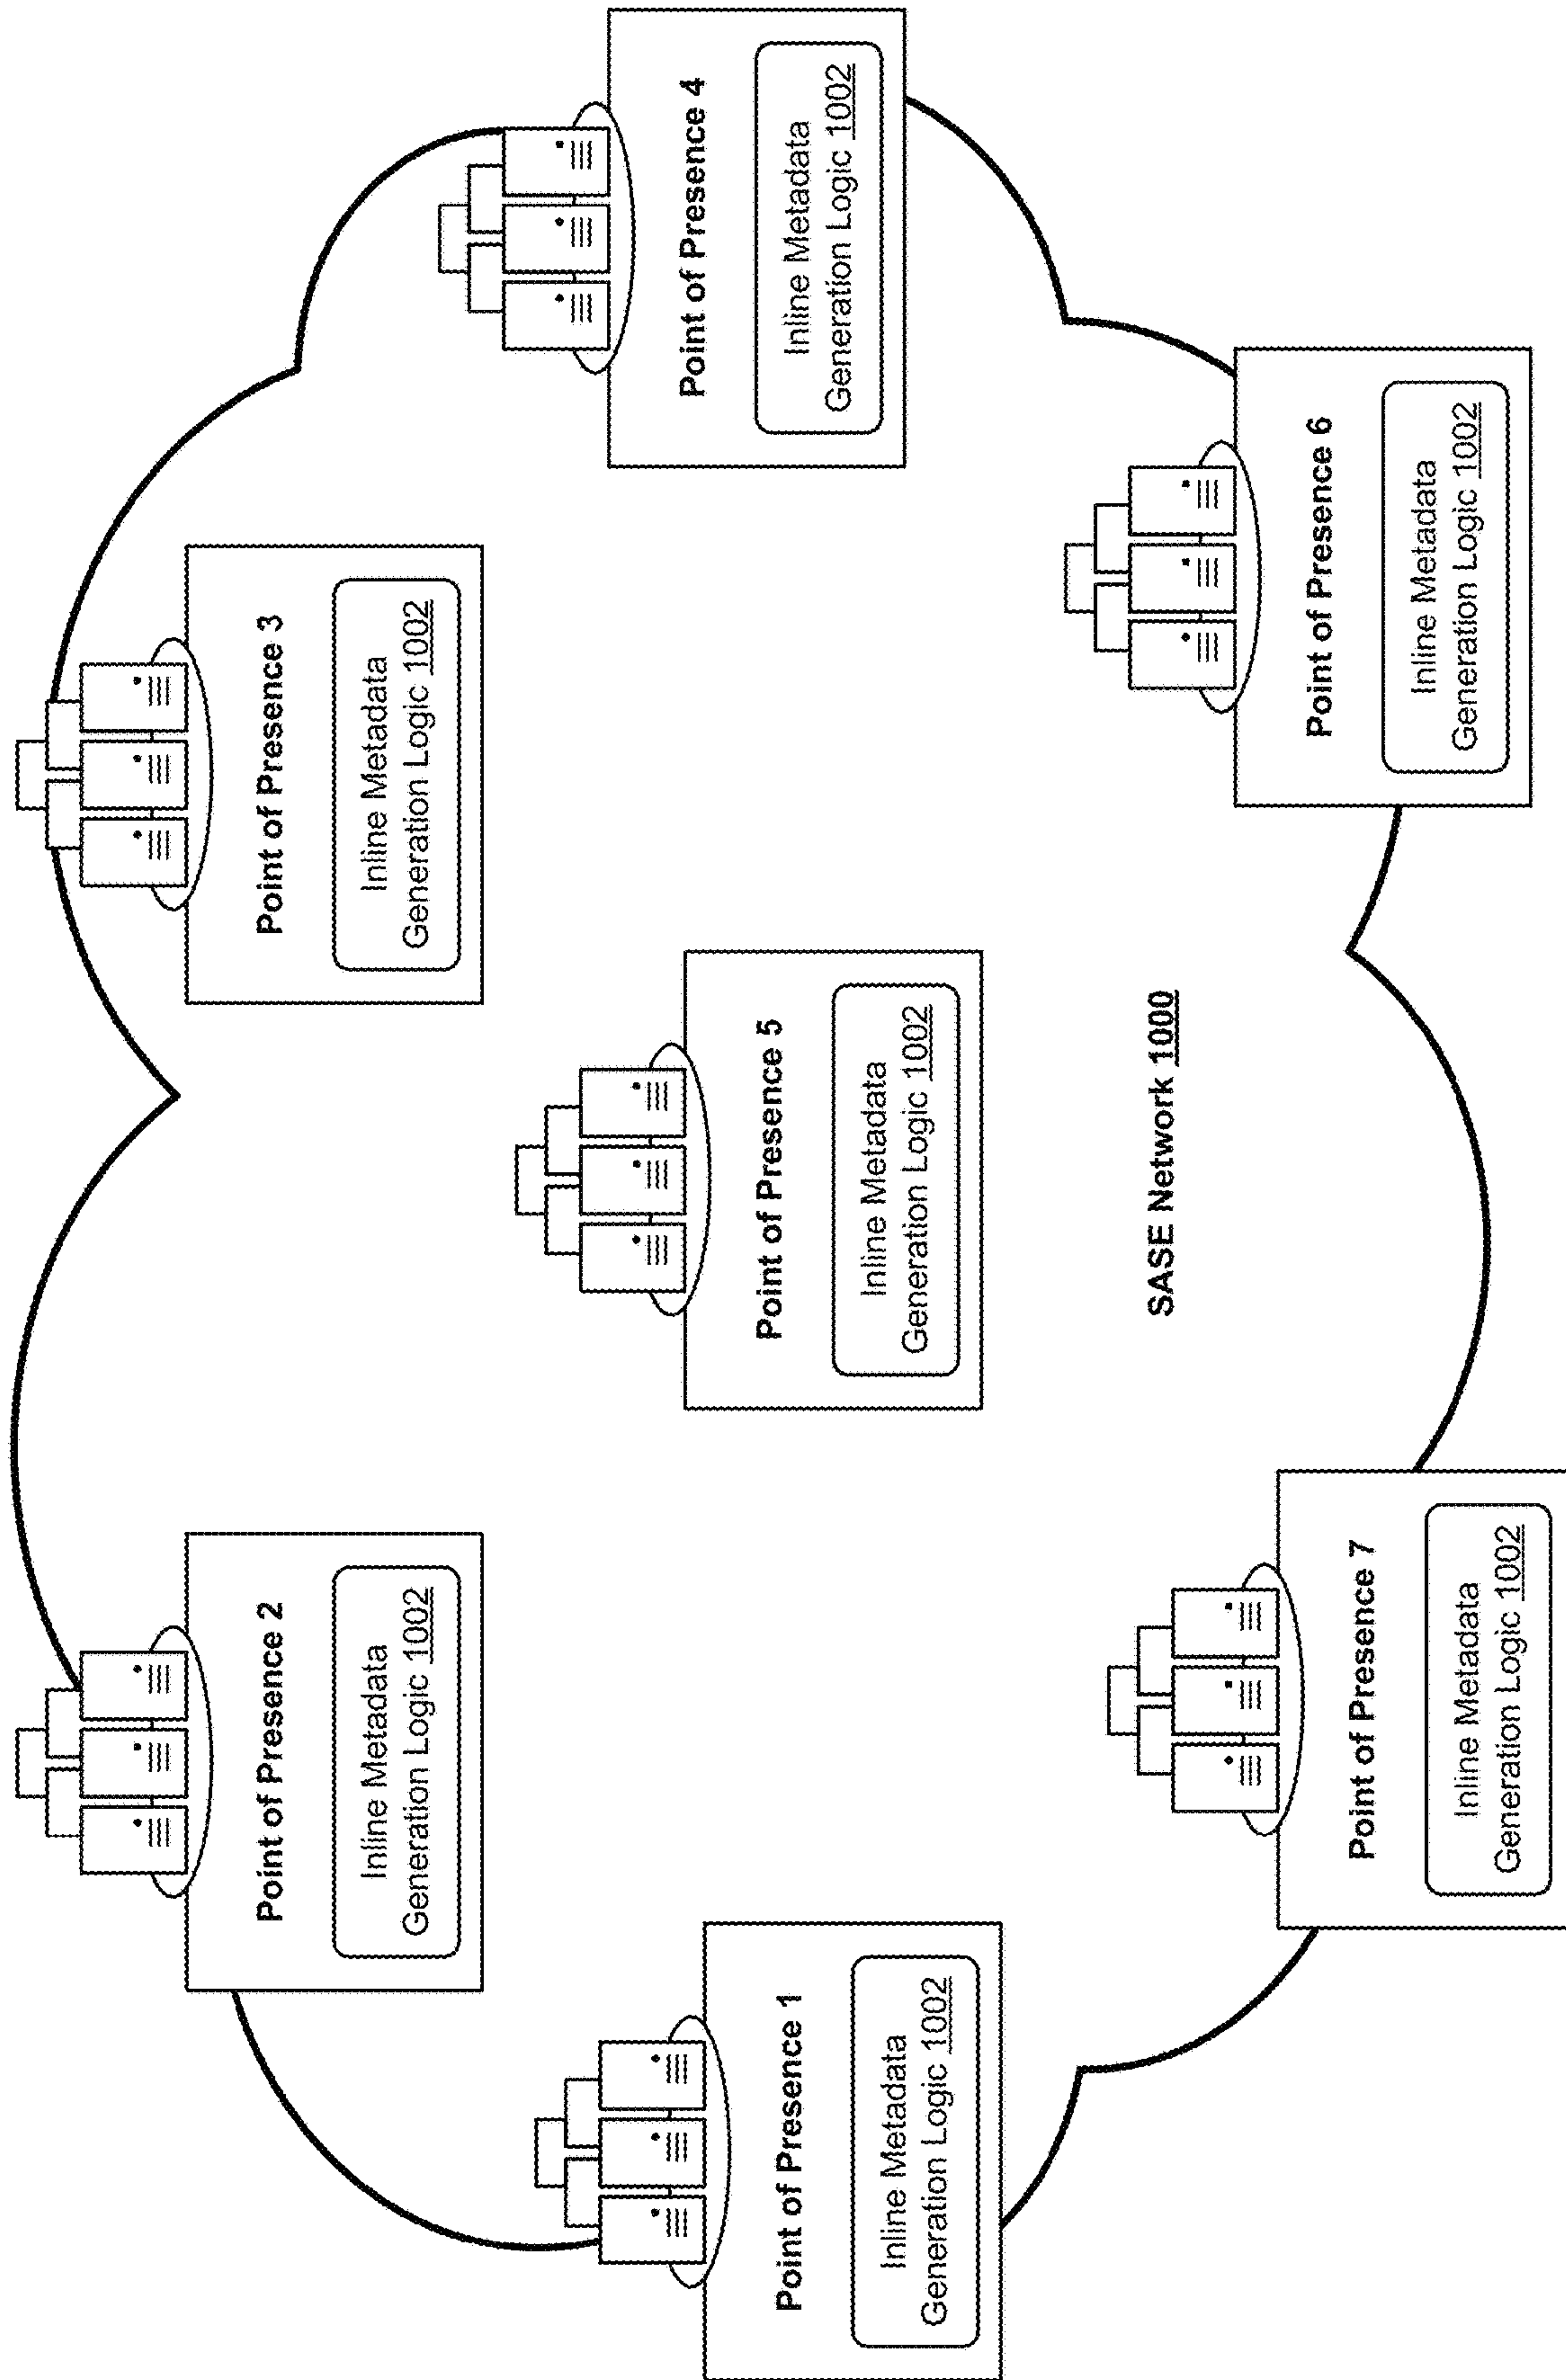 Point of Presence 2
Inline Metadata
Generation Logic 1002
Point of Presence 3
Inline Metadata
Generation Logic 1002
Point of Presence 4
Inline Metadata
Generation Logic 1002
Point of Presence 1
Inline Metadata
Generation Logic 1002
Point of Presence 5
Inline Metadata
Generation Logic 1002
SASE Network 1000
Point of Presence 7
Inline Metadata
Generation Logic 1002
Point of Presence 6
Inline Metadata
Generation Logic 1002